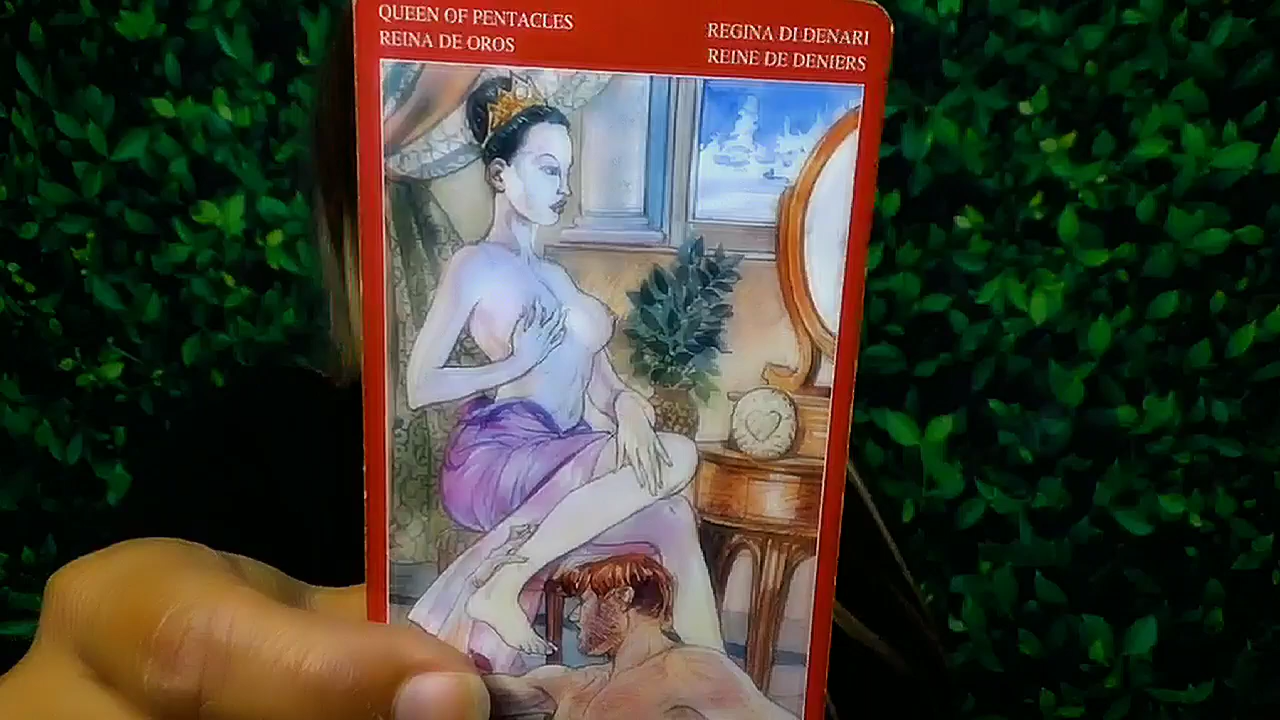 QUEEN OF PENTACLES
REINA DE OROS
REGINA DI DENARI
REINE DE DENIERS